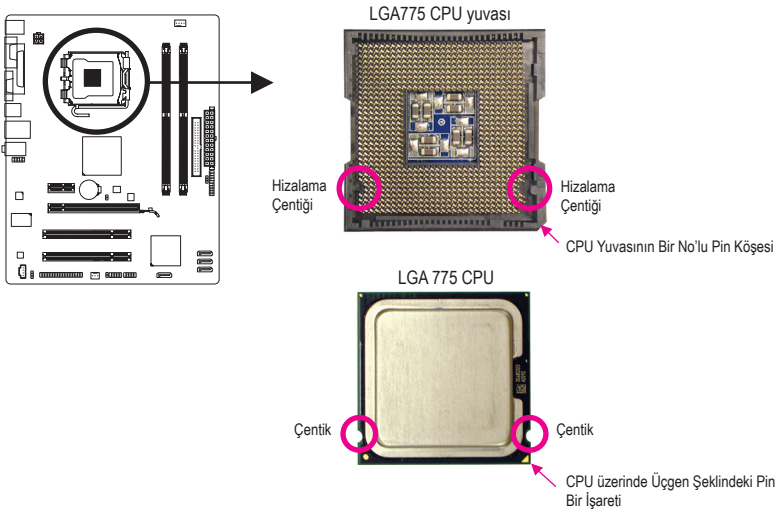 LGA775 CPU yuvası
Hizalama
Çentiği
Hizalama
Çentiği
CPU Yuvasının Bir No'lu Pin Köşesi
LGA 775 CPU
Çentik
Çentik
CPU üzerinde Üçgen Şeklindeki Pin
Bir İşareti